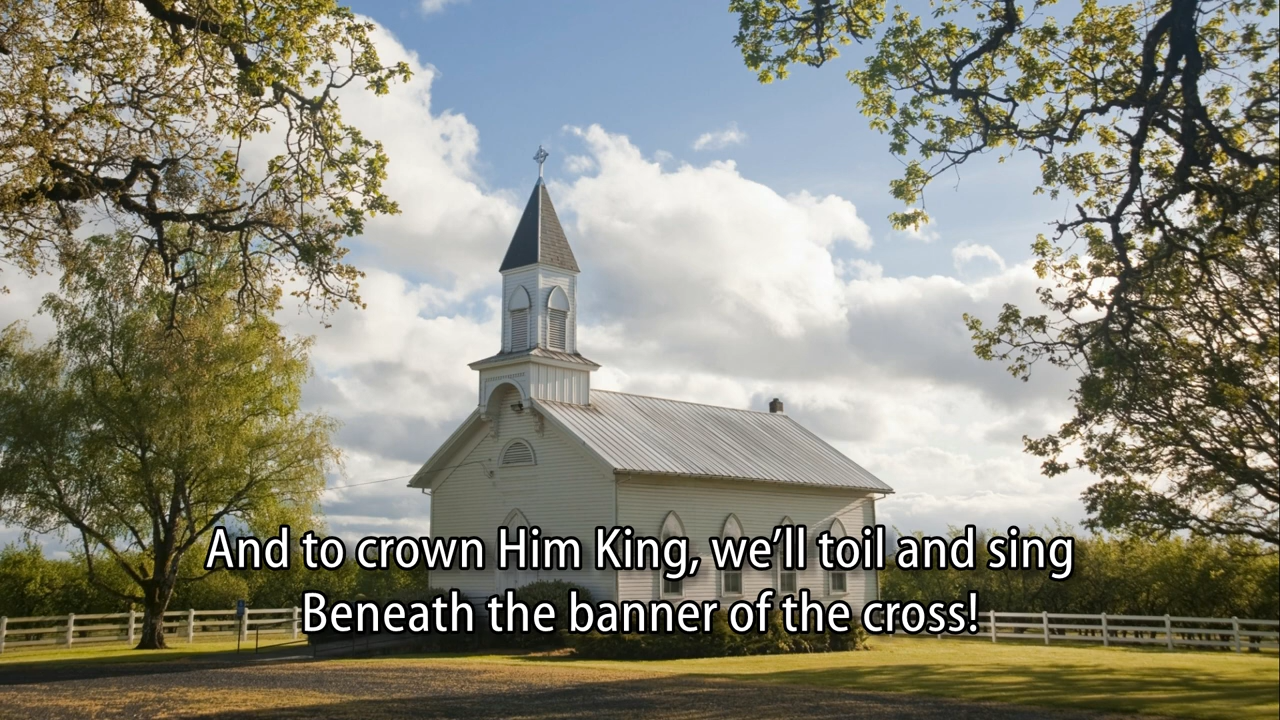 And to crown Him King, we’ll toil and sing
Beneath the banner of the cross!